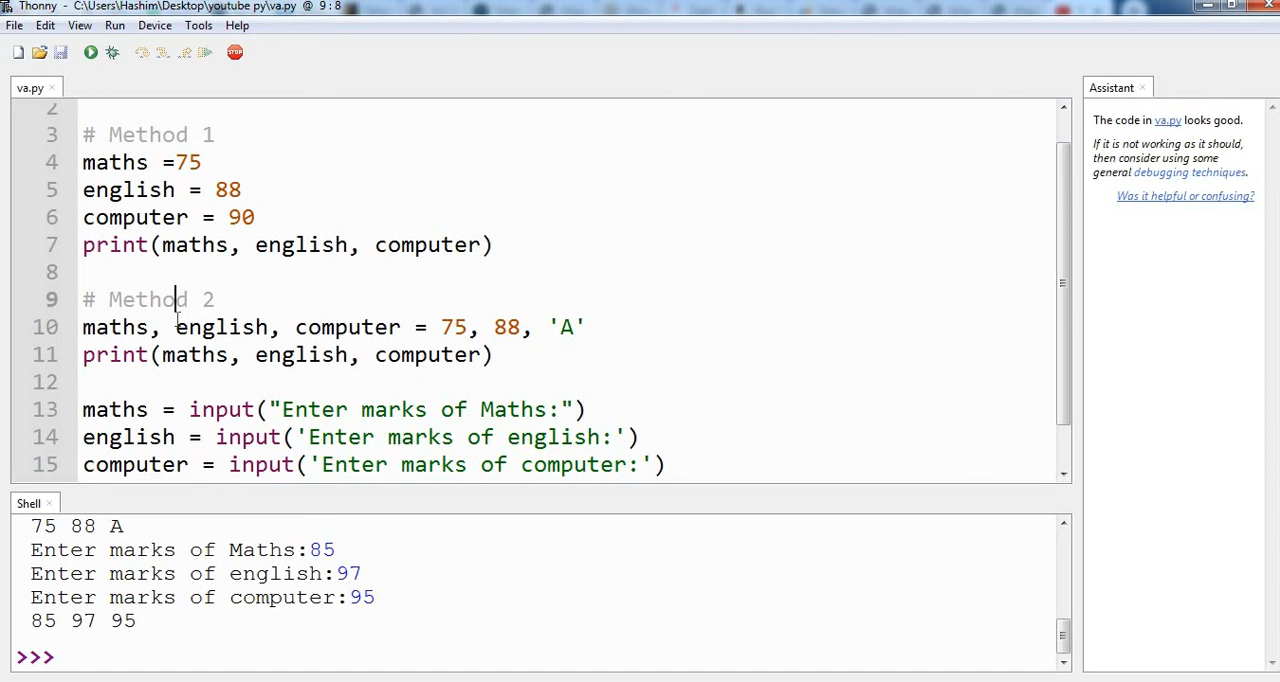 Thonny - C:\Users\Hashim\Desktop\youtube py\va.py @ 9 : 8
File Edit View Run Device Tools Help
STOP
va.py
Assistant
2
3 # Method 1
4 maths =75
5 english = 88
6 computer = 90
7 print(maths, english, computer)
8
9 # Method 2
10 maths, english, computer = 75, 88, 'A'
11 print(maths, english, computer)
12
13 maths = input("Enter marks of Maths:")
14 english = input('Enter marks of english:')
15 computer = input('Enter marks of computer:')
The code in va.py looks good.
If it is not working as it should,
then consider using some
general debugging techniques.
Was it helpful or confusing?
Shell
75 88 A
Enter marks of Maths:85
Enter marks of english:97
Enter marks of computer:95
85 97 95
>>>